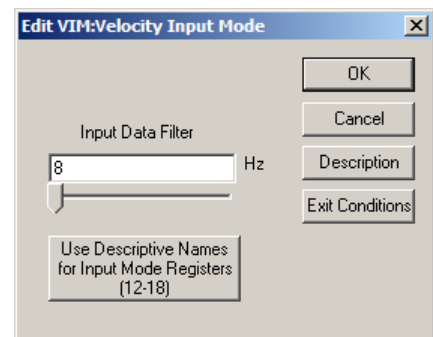 Edit VIM:Velocity Input Mode
OK
Cancel
Input Data Filter
8
Hz
Description
Exit Conditions
Use Descriptive Names
for Input Mode Registers
(12-18)